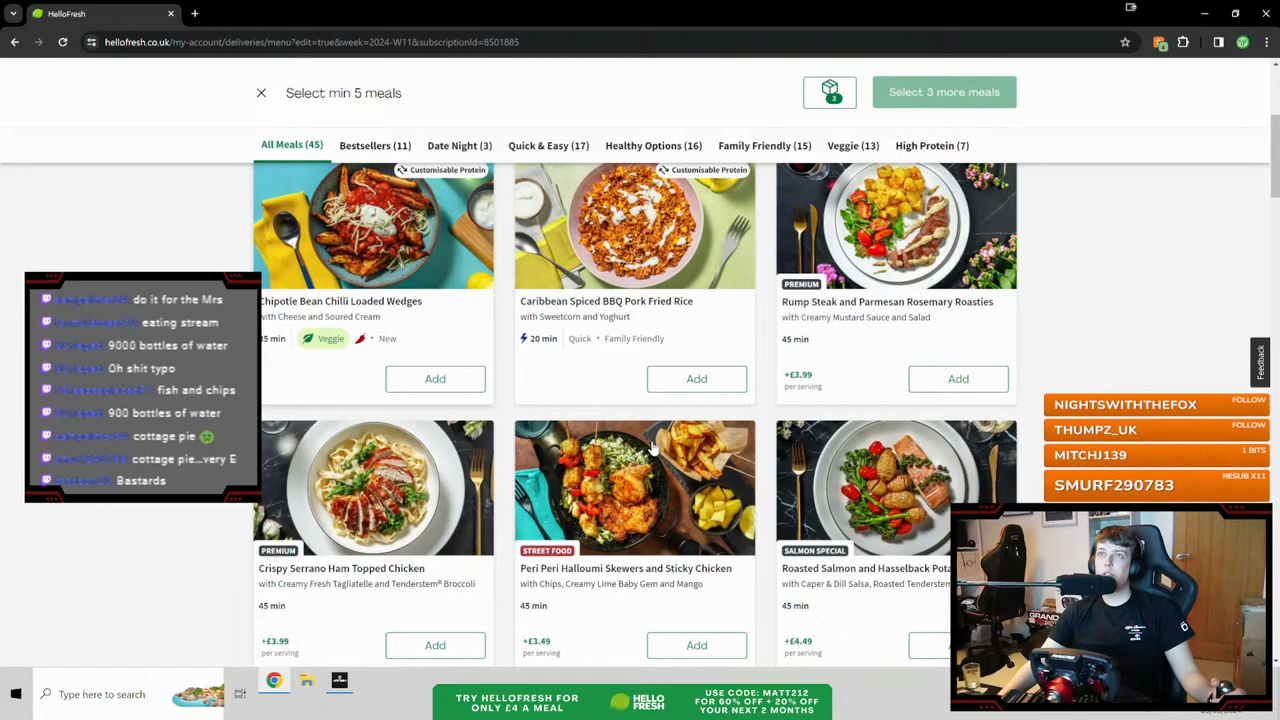 HelloFresh
hellofresh.co.uk/my-account/deliveries/menu?edit=true&week=2024-W11&subscriptionId=8501885
Select min 5 meals
3
Select 3 more meals
All Meals (45)
Bestsellers (11)
Date Night (3)
Quick & Easy (17)
Healthy Options (16)
Family Friendly (15)
Veggie (13)
High Protein (7)
Customisable Protein
Customisable Protein
PREMIUM
Chipotle Bean Chilli Loaded Wedges
with Cheese and Soured Cream
Veggie • New
Add
Caribbean Spiced BBQ Pork Fried Rice
with Sweetcorn and Yoghurt
20 min Quick • Family Friendly
Add
Rump Steak and Parmesan Rosemary Roasties
with Creamy Mustard Sauce and Salad
45 min
+£3.99
per serving
Add
do it for the Mrs
eating stream
9000 bottles of water
Oh shit typo
fish and chips
900 bottles of water
cottage pie
cottage pie...very E
Bastards
Feedback
NIGHTSWITHTHEFOX FOLLOW
THUMPZ_UK FOLLOW
MITCHJ139 1 BITS
SMURF290783 RESUB X11
PREMIUM
Crispy Serrano Ham Topped Chicken
with Creamy Fresh Tagliatelle and Tenderstem® Broccoli
45 min
+£3.99
per serving
Add
STREET FOOD
Peri Peri Halloumi Skewers and Sticky Chicken
with Chips, Creamy Lime Baby Gem and Mango
45 min
+£3.49
per serving
Add
SALMON SPECIAL
Roasted Salmon and Hasselback Pota
with Caper & Dill Salsa, Roasted Tenderstem
45 min
+£4.49
per serving
GRAND
FANATEC
Type here to search
TRY HELLOFRESH FOR
ONLY £4 A MEAL
HELLO
FRESH
USE CODE: MATT212
FOR 60% OFF + 20% OFF
YOUR NEXT 2 MONTHS